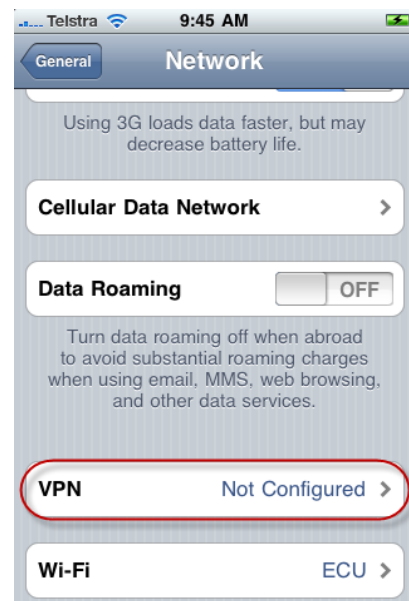 Telstra 9:45 AM
General Network
Using 3G loads data faster, but may
decrease battery life.
Cellular Data Network
Data Roaming OFF
Turn data roaming off when abroad
to avoid substantial roaming charges
when using email, MMS, web browsing,
and other data services.
VPN Not Configured
Wi-Fi ECU